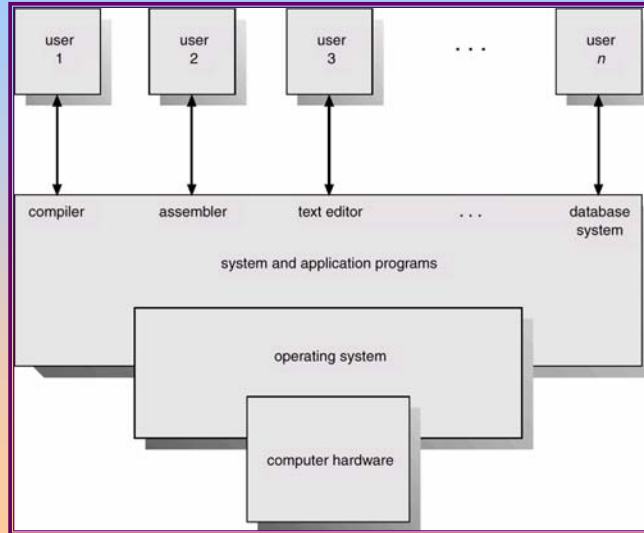 user
1
user
2
user
3
. . .
user
n
compiler
assembler
text editor
. . .
database
system
system and application programs
operating system
computer hardware